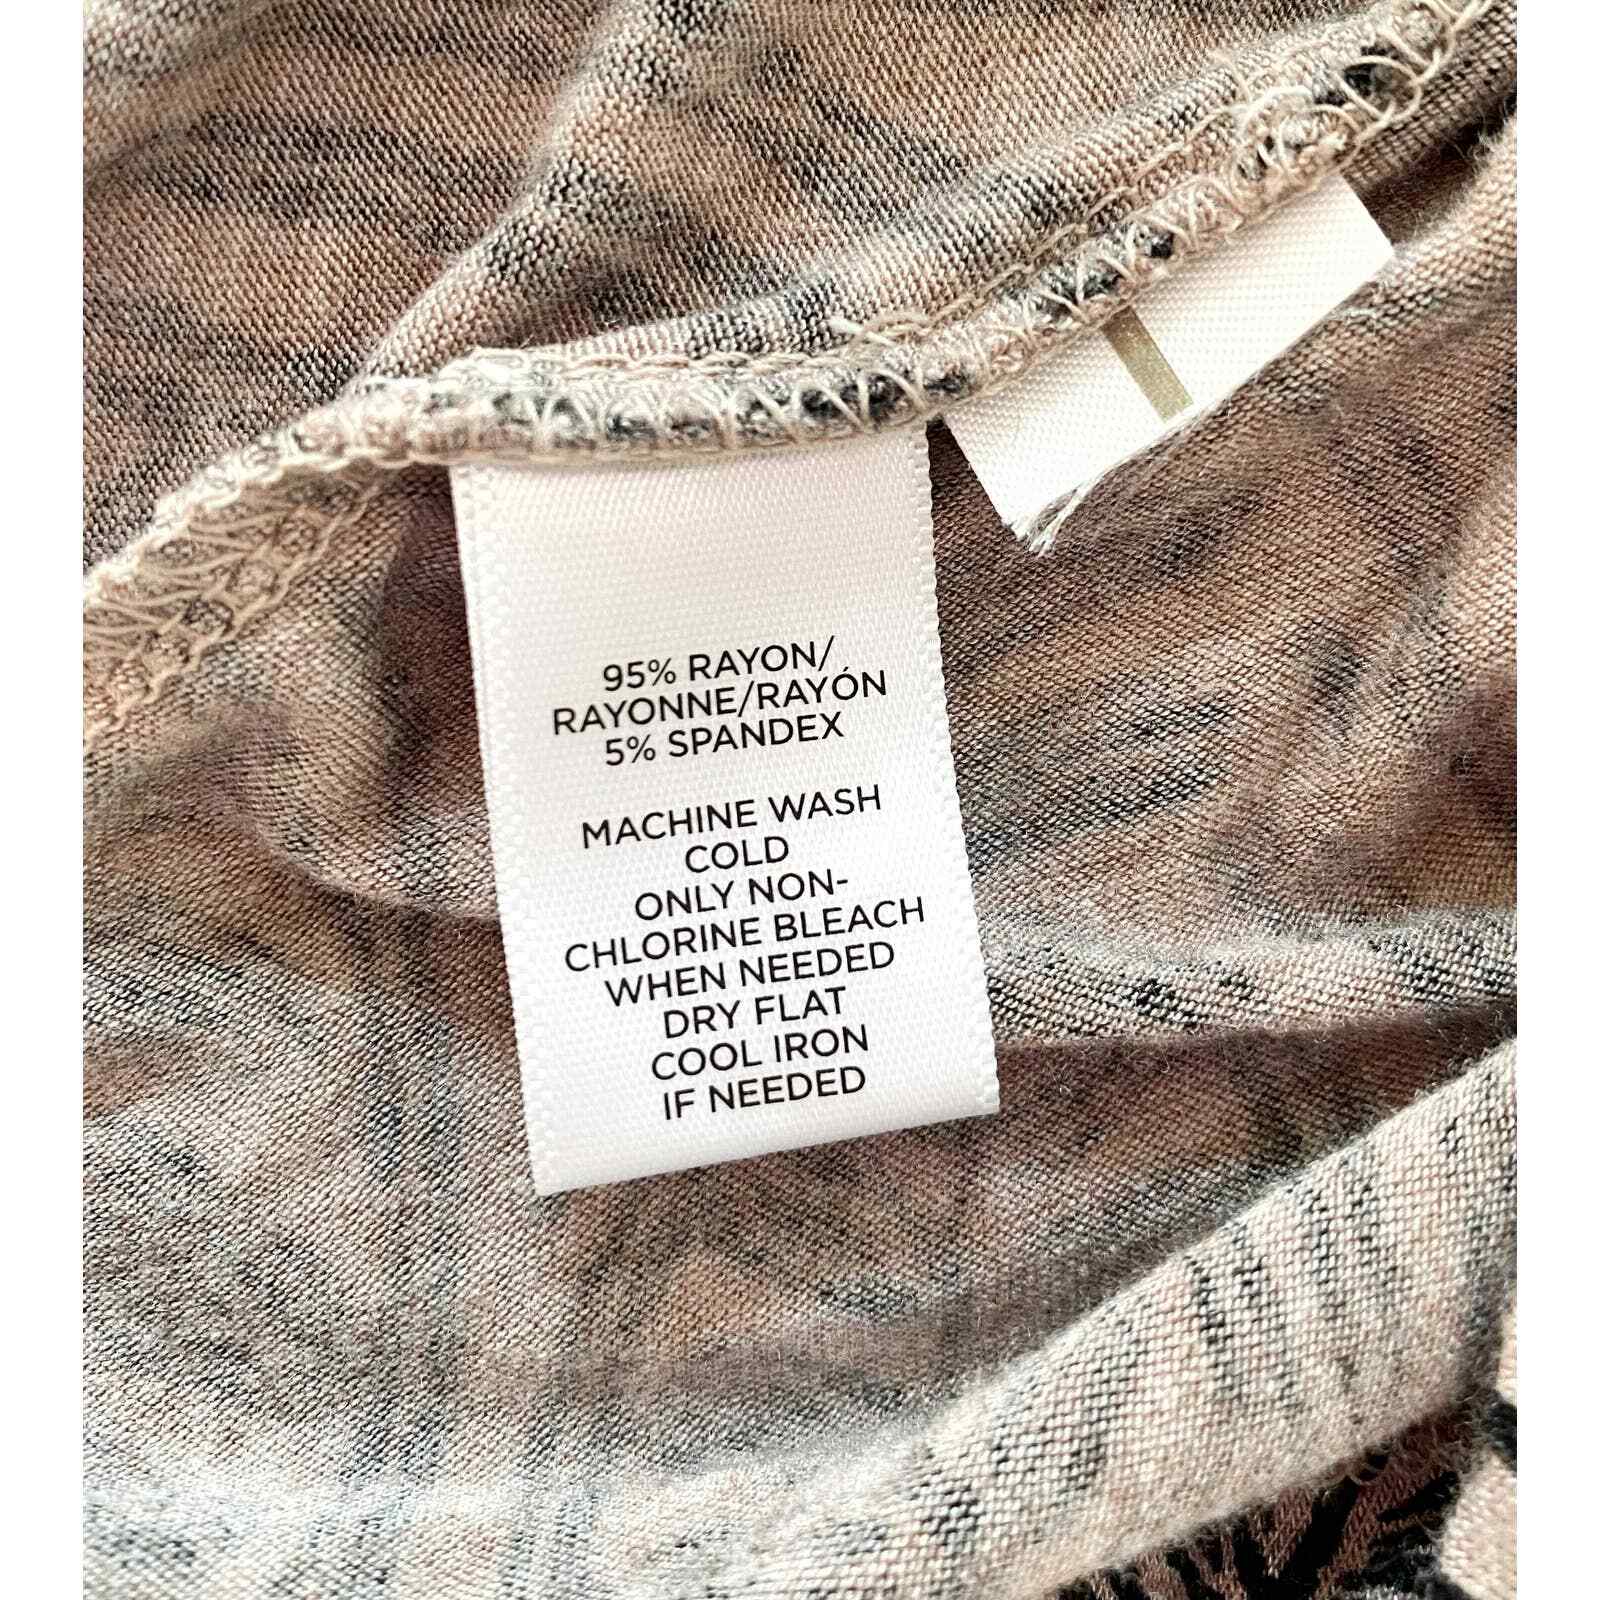 95% RAYON/
RAYONNE/RAYÓN
5% SPANDEX
MACHINE WASH
COLD
ONLY NON-
CHLORINE BLEACH
WHEN NEEDED
DRY FLAT
COOL IRON
IF NEEDED